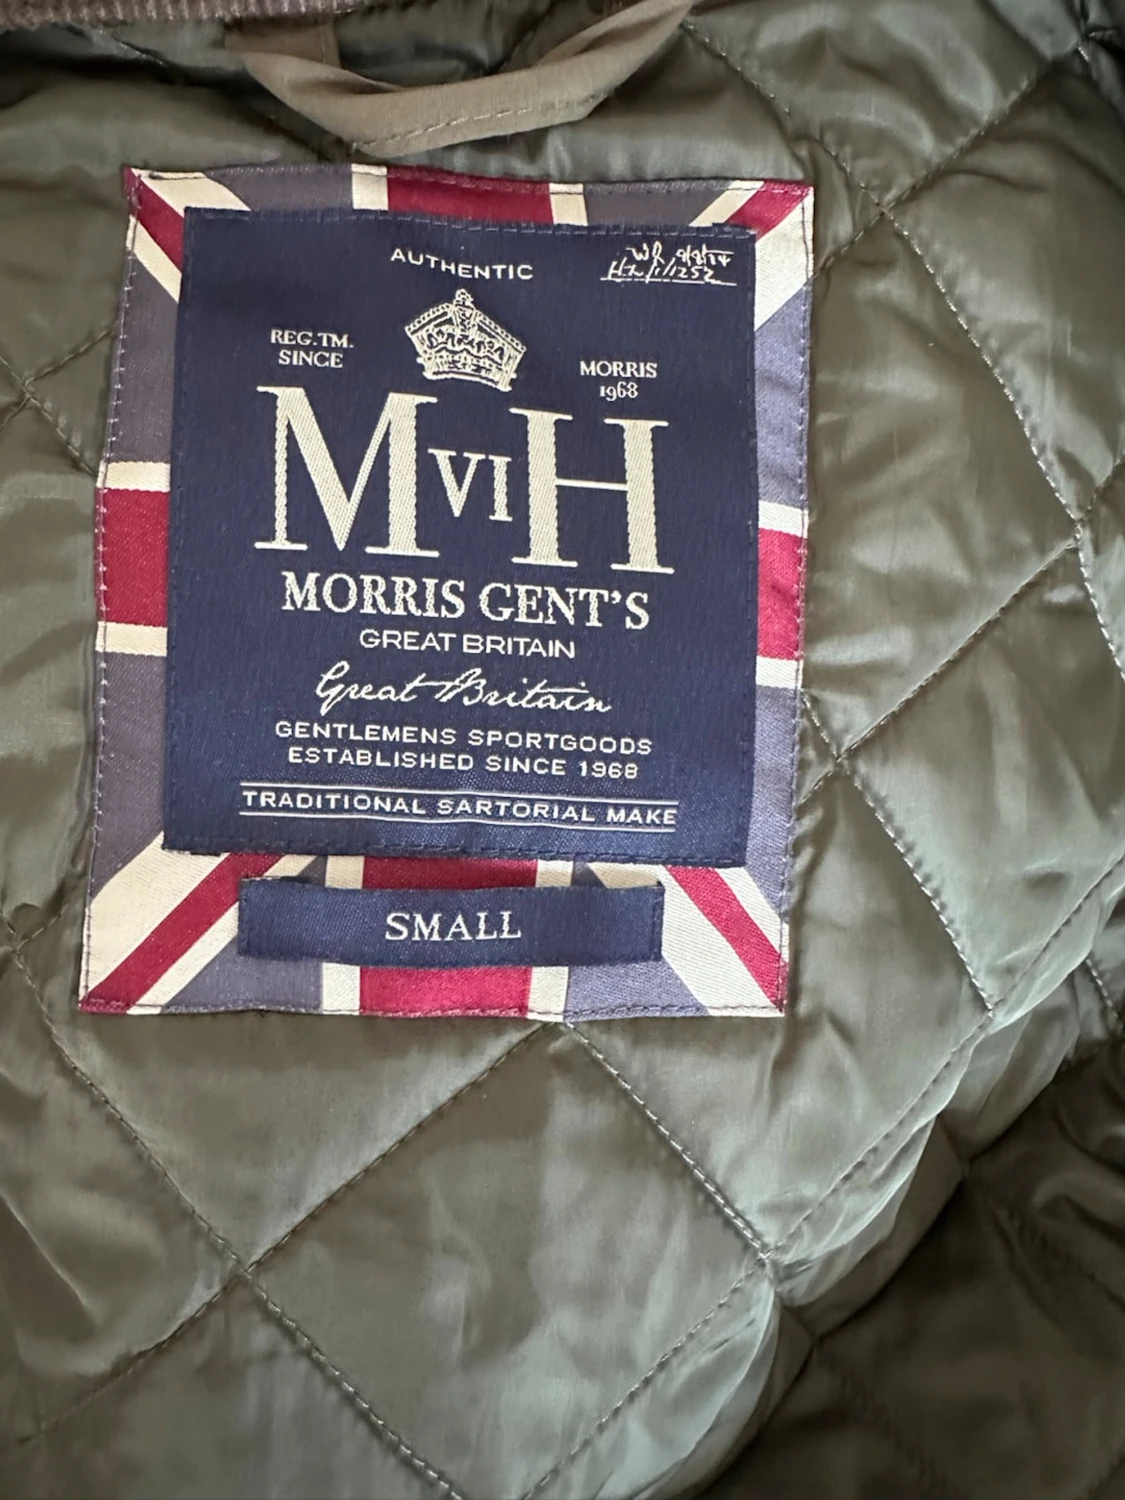 AUTHENTIC
REG.TM.
SINCE
MORRIS
1968
MVIH
MORRIS GENT'S
GREAT BRITAIN
Great Britain
GENTLEMENS SPORTGOODS
ESTABLISHED SINCE 1968
TRADITIONAL SARTORIAL MAKE
SMALL